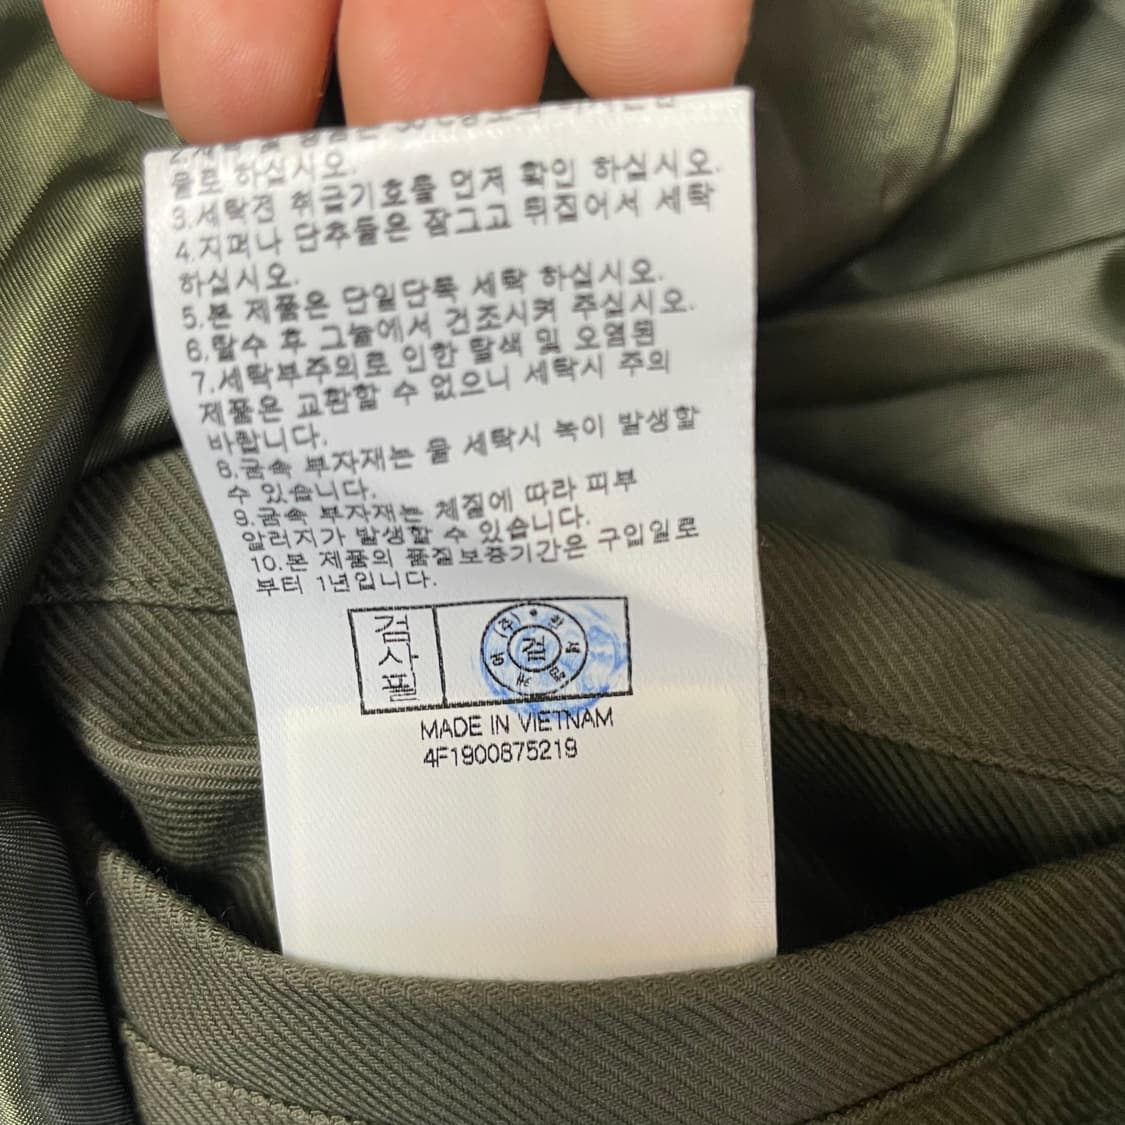 물로 하십시오.
3.세탁전 취급기호를 먼저 확인 하십시오.
4.지퍼나 단추들은 잠그고 뒤집어서 세탁
하십시오.
5.본 제품은 단일단독 세탁 하십시오.
6.탈수 후 그늘에서 건조시켜 주십시오.
7.세탁부주의로 인한 탈색 및 오염된
제품은 교환할 수 없으니 세탁시 주의
바랍니다.
8.금속 부자재는 물 세탁시 녹이 발생할
수 있습니다.
9.금속 부자재는 체질에 따라 피부
알러지가 발생할 수 있습니다.
10.본 제품의 품질보증기간은 구입일로
부터 1년입니다.
검사필
검
MADE IN VIETNAM
4F1900875219